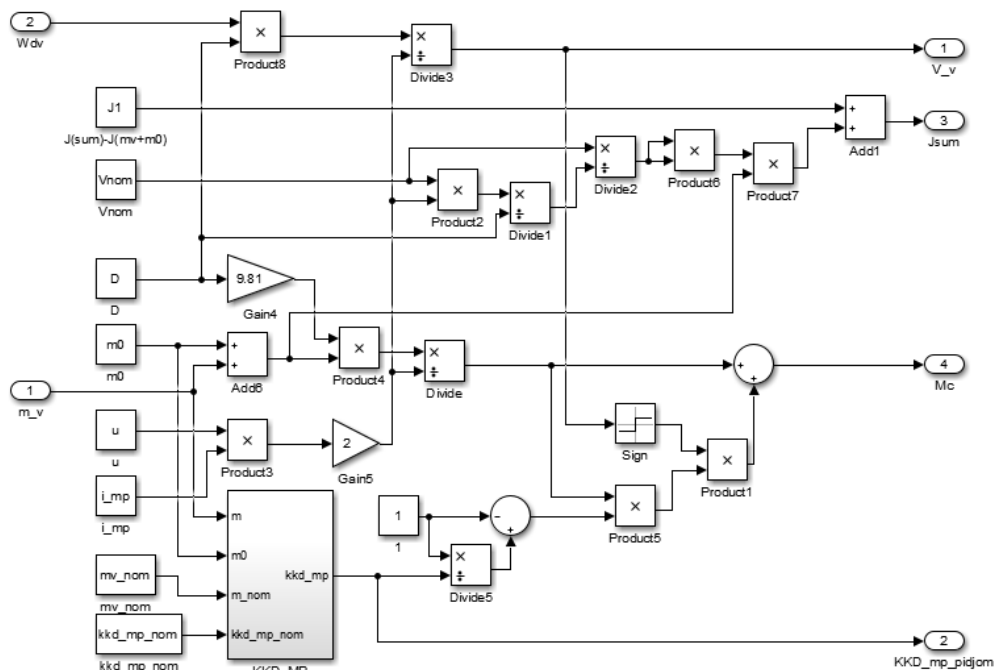 2
Wdv
×
Product8
×
÷
Divide3
1
V_v
J1
J(sum)-J(mv+m0)
+
+
Add1
3
Jsum
Vnom
Vnom
×
Product2
×
÷
Divide1
×
÷
Divide2
×
Product6
×
Product7
D
D
9.81
Gain4
m0
m0
+
+
Add6
×
Product4
×
÷
Divide
+
+
4
Mc
1
m_v
u
u
×
Product3
2
Gain5
Sign
×
Product1
i_mp
i_mp
1
1
-
+
×
Product5
×
÷
Divide5
mv_nom
mv_nom
kkd_mp_nom
kkd_mp_nom
m
m0
m_nom
kkd_mp_nom
kkd_mp
KKD_MP
2
KKD_mp_pidjom